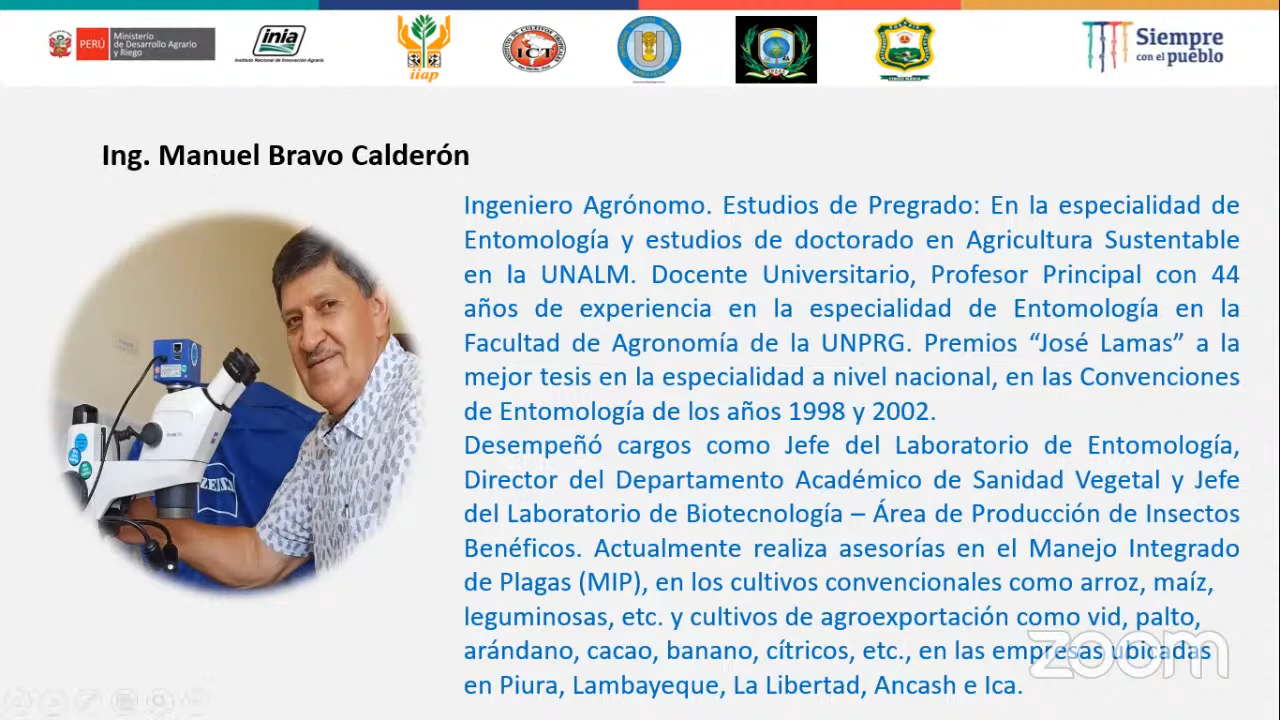 PERÚ
Ministerio
de Desarrollo Agrario
y Riego
inia
Instituto Nacional de Innovación Agraria
iiap
ICT
Siempre
con el pueblo
Ing. Manuel Bravo Calderón
Ingeniero Agrónomo. Estudios de Pregrado: En la especialidad de
Entomología y estudios de doctorado en Agricultura Sustentable
en la UNALM. Docente Universitario, Profesor Principal con 44
años de experiencia en la especialidad de Entomología en la
Facultad de Agronomía de la UNPRG. Premios “José Lamas” a la
mejor tesis en la especialidad a nivel nacional, en las Convenciones
de Entomología de los años 1998 y 2002.
Desempeñó cargos como Jefe del Laboratorio de Entomología,
Director del Departamento Académico de Sanidad Vegetal y Jefe
del Laboratorio de Biotecnología – Área de Producción de Insectos
Benéficos. Actualmente realiza asesorías en el Manejo Integrado
de Plagas (MIP), en los cultivos convencionales como arroz, maíz,
leguminosas, etc. y cultivos de agroexportación como vid, palto,
arándano, cacao, banano, cítricos, etc., en las empresas ubicadas
en Piura, Lambayeque, La Libertad, Ancash e Ica.
ZEISS
zoom